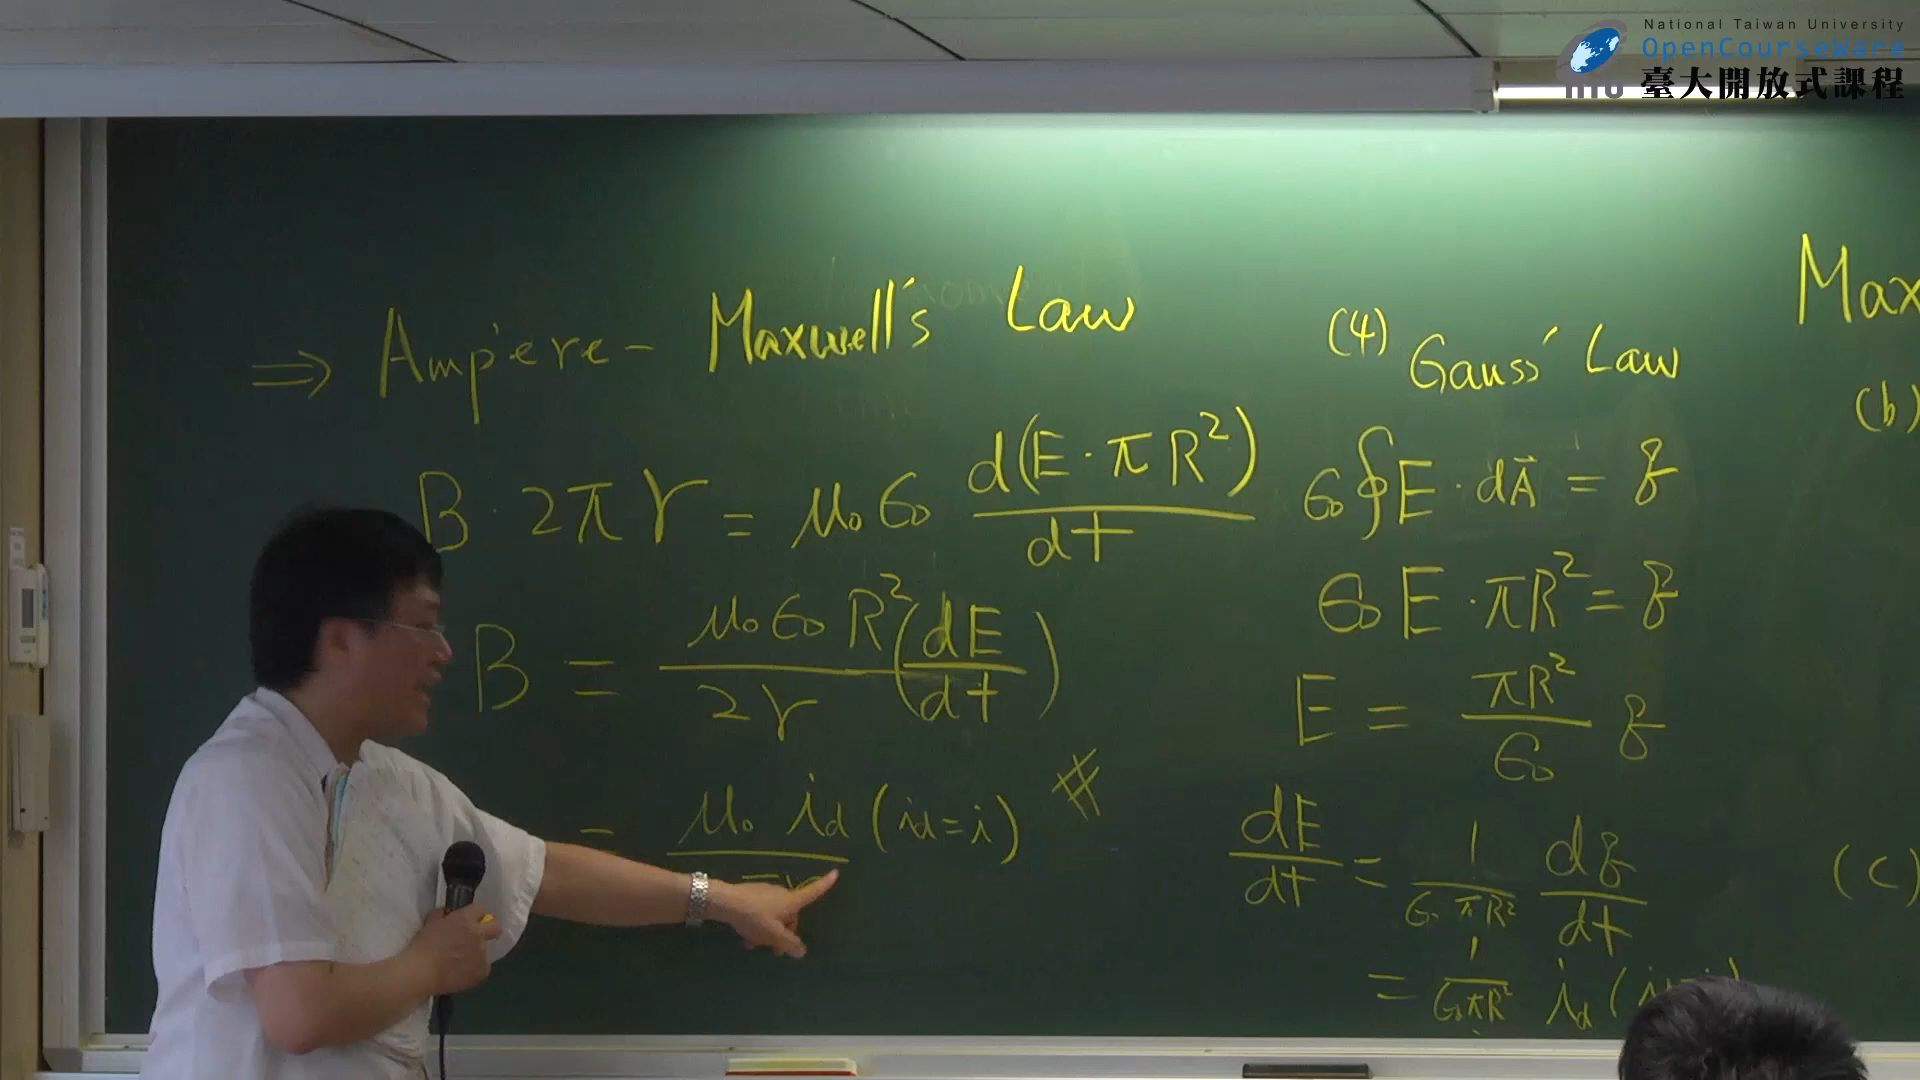 National Taiwan University
OpenCourseWare
臺大開放式課程
NTU
⇒ Ampère - Maxwell's Law
B · 2πr = μ₀ε₀ d(E · πR²)/dt
B = μ₀ε₀R²/2r (dE/dt)
= μ₀ i_d (i_d = i) #
(4) Gauss' Law
ε₀∮E · dA⃗ = q
ε₀E · πR² = q
E = πR²/ε₀ q
dE/dt = 1/ε₀πR² dq/dt
= 1/ε₀πR² i_d (i
Max
(b)
(c)